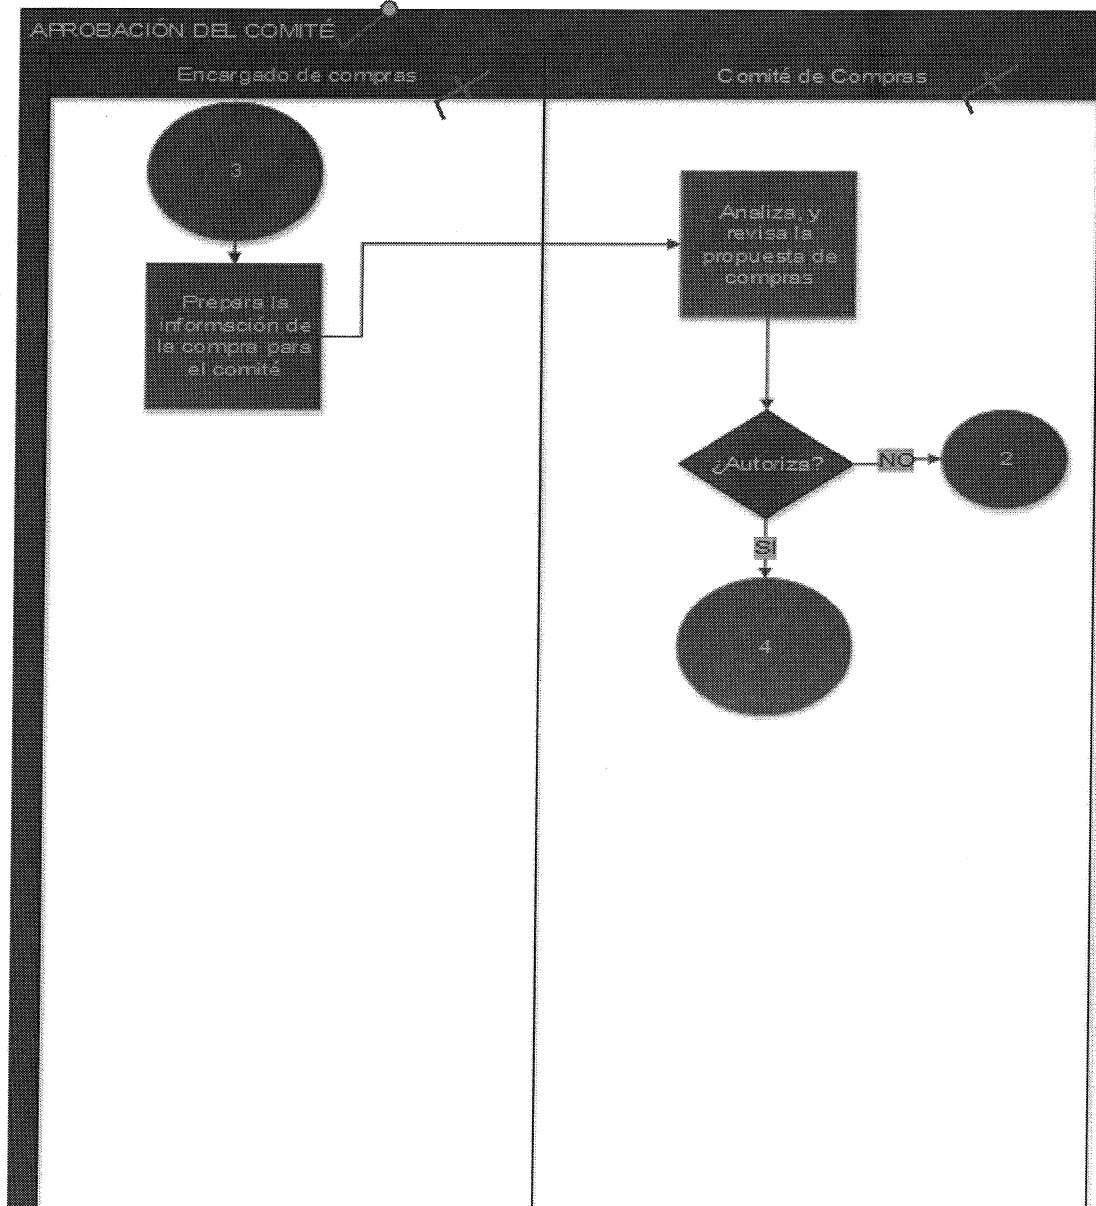 APROBACIÓN DEL COMITÉ
Encargado de compras
Comité de Compras
3
Prepara la
información de
la compra para
el comité
Analiza, y
revisa la
propuesta de
compras
¿Autoriza?
NO
2
SI
4